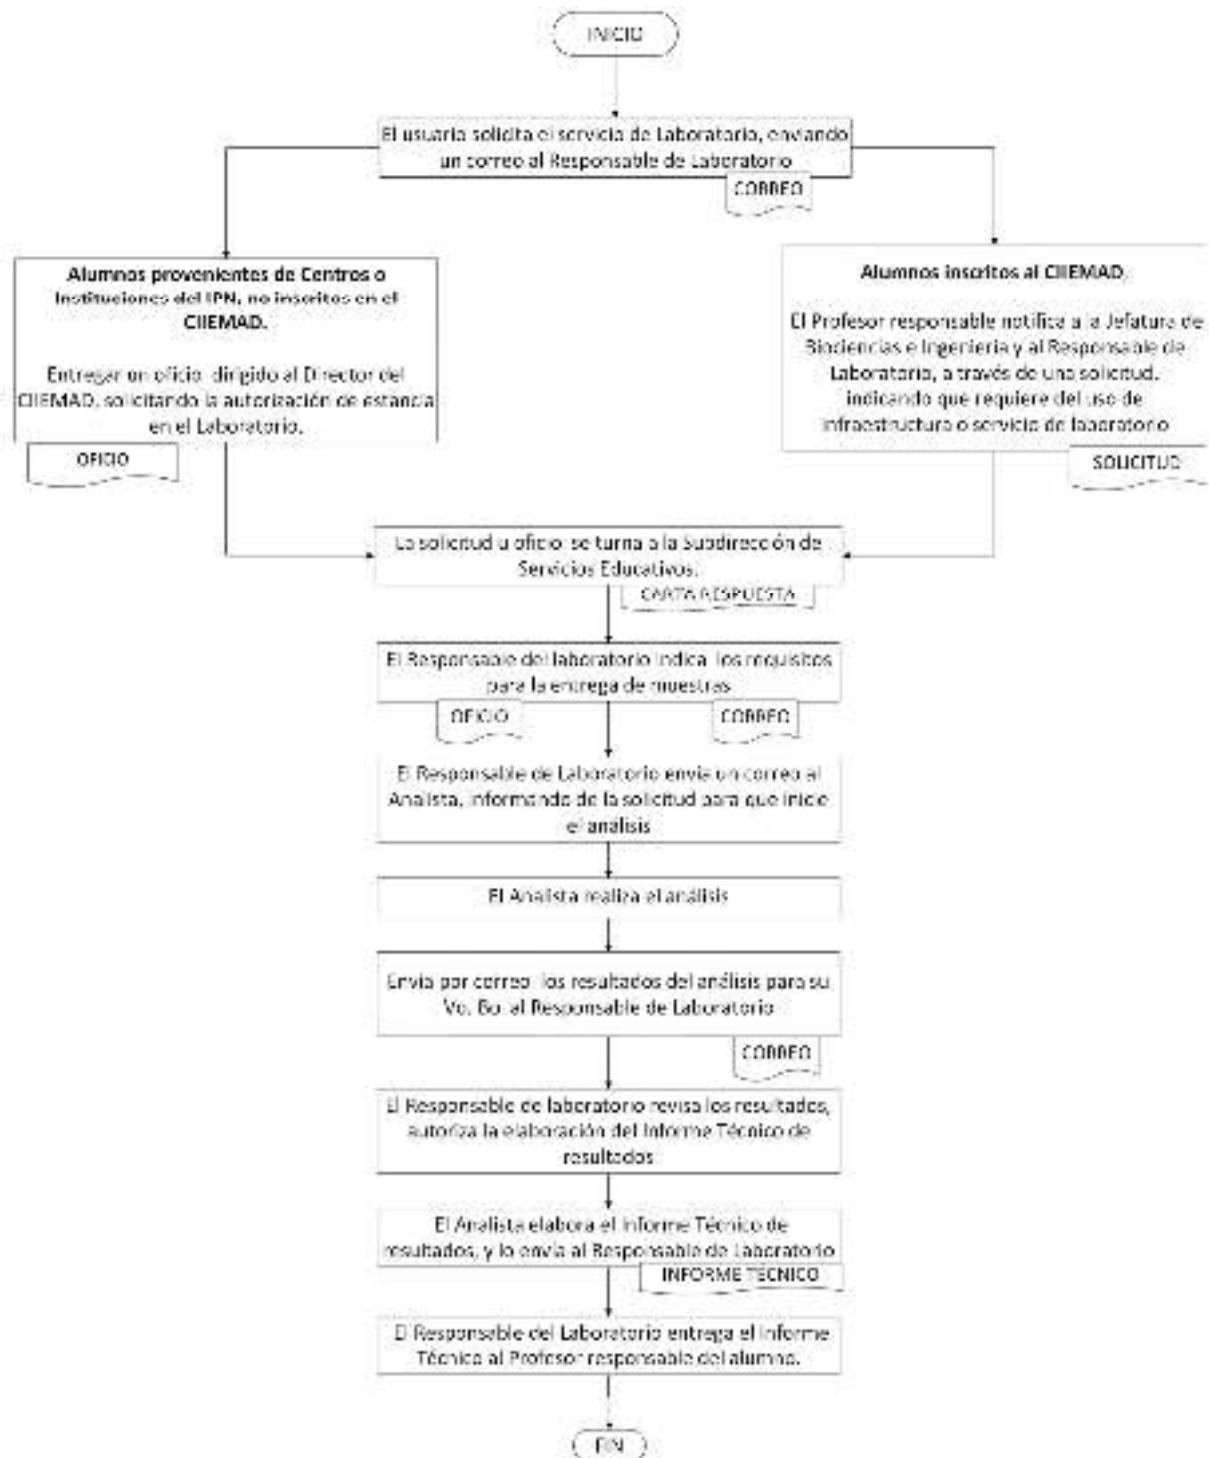 INICIO
El usuario solicita el servicio de Laboratorio, enviando
un correo al Responsable de Laboratorio
CORREO
Alumnos provenientes de Centros o
Instituciones del IPN, no inscritos en el
CIIEMAD.
Entregar un oficio dirigido al Director del
CIIEMAD, solicitando la autorización de estancia
en el Laboratorio.
OFICIO
Alumnos inscritos al CIIEMAD.
El Profesor responsable notifica a la Jefatura de
Biociencias e Ingeniería y al Responsable de
Laboratorio, a través de una solicitud,
indicando que requiere del uso de
infraestructura o servicio de laboratorio
SOLICITUD
La solicitud u oficio se turna a la Subdirección de
Servicios Educativos.
CARTA RESPUESTA
El Responsable del laboratorio indica los requisitos
para la entrega de muestras
OFICIO
CORREO
El Responsable de Laboratorio envía un correo al
Analista, informando de la solicitud para que inicie
el análisis
El Analista realiza el análisis
Envía por correo los resultados del análisis para su
Vo. Bo. al Responsable de Laboratorio
CORREO
El Responsable de laboratorio revisa los resultados,
autoriza la elaboración del Informe Técnico de
resultados
El Analista elabora el Informe Técnico de
resultados, y lo envía al Responsable de Laboratorio
INFORME TECNICO
El Responsable del Laboratorio entrega el Informe
Técnico al Profesor responsable del alumno.
FIN